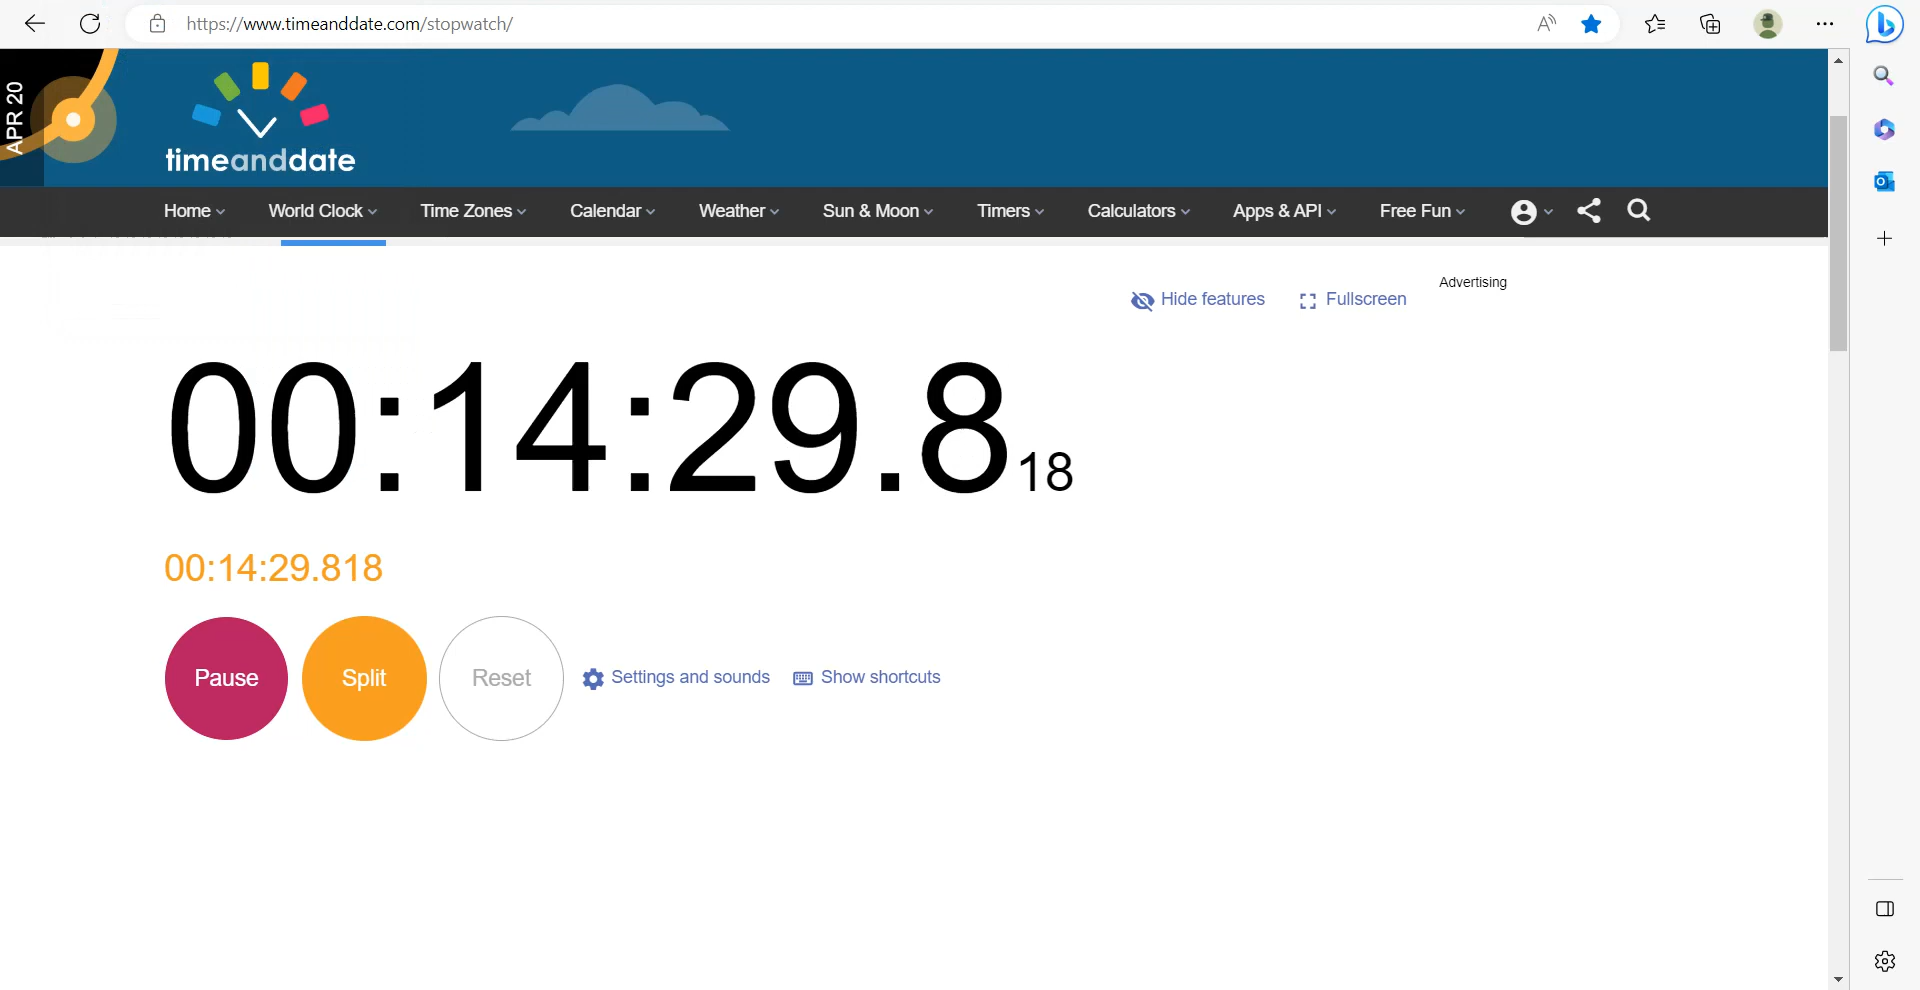 https://www.timeanddate.com/stopwatch/
APR 20
timeanddate
Home World Clock Time Zones Calendar Weather Sun & Moon Timers Calculators Apps & API Free Fun
Advertising
Hide features Fullscreen
00:14:29.818
00:14:29.818
Pause Split Reset Settings and sounds Show shortcuts